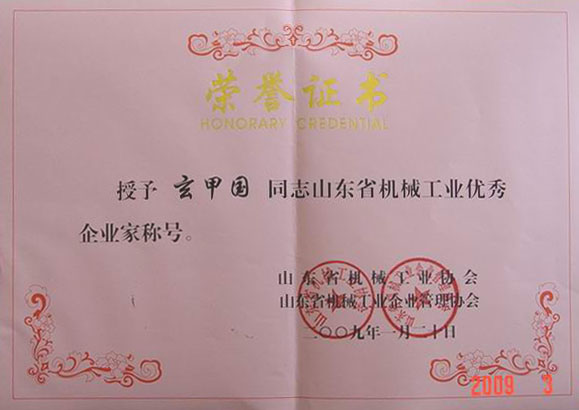 荣誉证书
HONORARY CREDENTIAL
授予 玄甲国 同志山东省机械工业优秀
企业家称号。
山东省机械工业协会
山东省机械工业企业管理协会
二〇〇九年一月二十日
2009 3